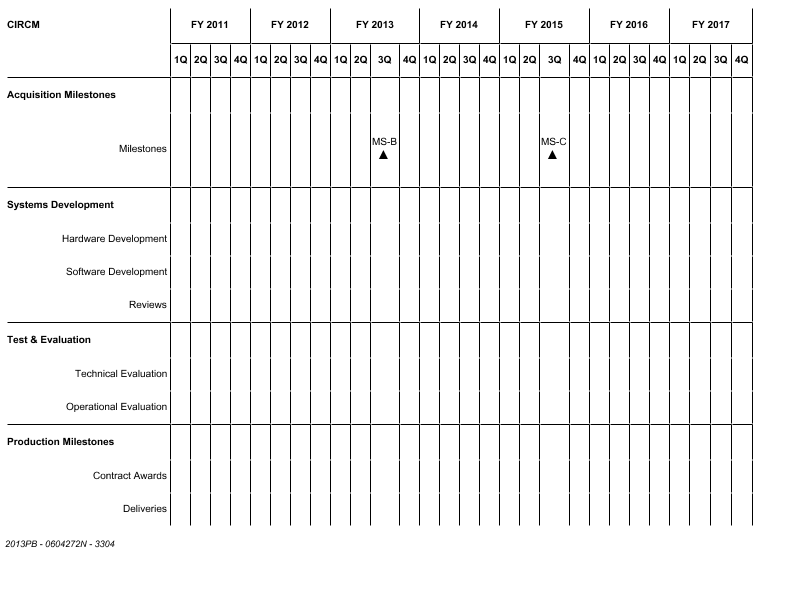 CIRCM FY 2011 FY 2012 FY 2013 FY 2014 FY 2015 FY 2016 FY 2017
1Q 2Q 3Q 4Q 1Q 2Q 3Q 4Q 1Q 2Q 3Q 4Q 1Q 2Q 3Q 4Q 1Q 2Q 3Q 4Q 1Q 2Q 3Q 4Q 1Q 2Q 3Q 4Q
Acquisition Milestones
MS-B MS-C
Milestones
Systems Development
Hardware Development
Software Development
Reviews
Test & Evaluation
Technical Evaluation
Operational Evaluation
Production Milestones
Contract Awards
Deliveries
2013PB - 0604272N - 3304